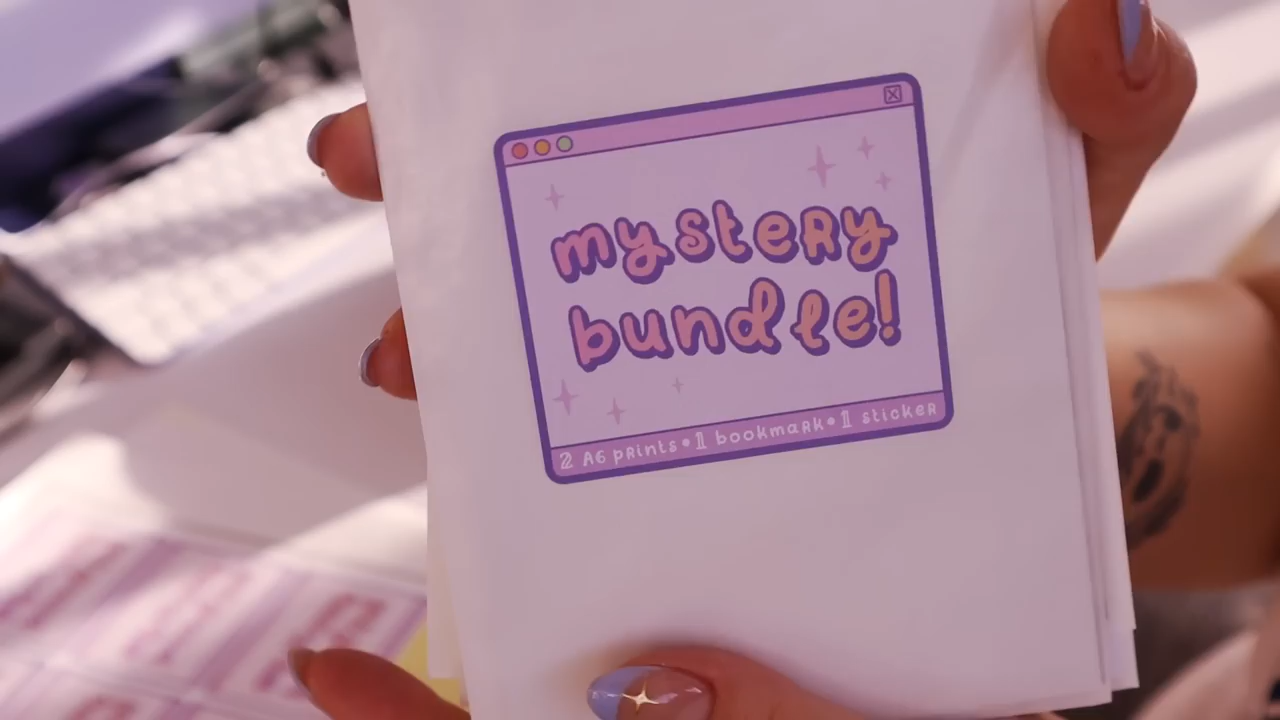 mystery
bundle!
2 A6 prints • 1 bookmark • 1 sticker